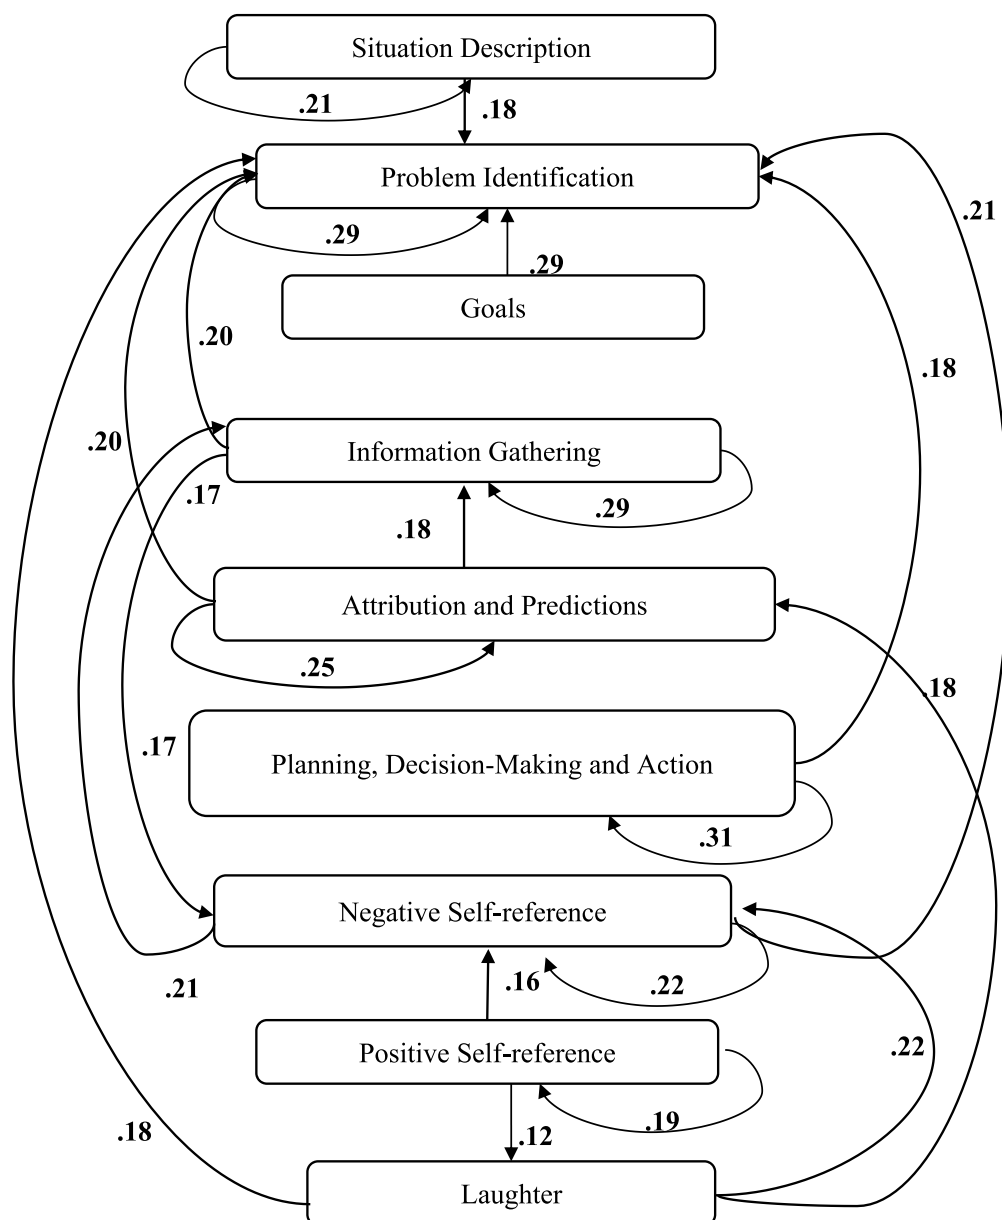 Situation Description
.21
.18
Problem Identification
.21
.29
.29
Goals
.20
.18
.20
Information Gathering
.17
.29
.18
Attribution and Predictions
.25
.18
.17
Planning, Decision-Making and Action
.31
Negative Self-reference
.21
.16
.22
Positive Self-reference
.22
.18
.12
.19
Laughter